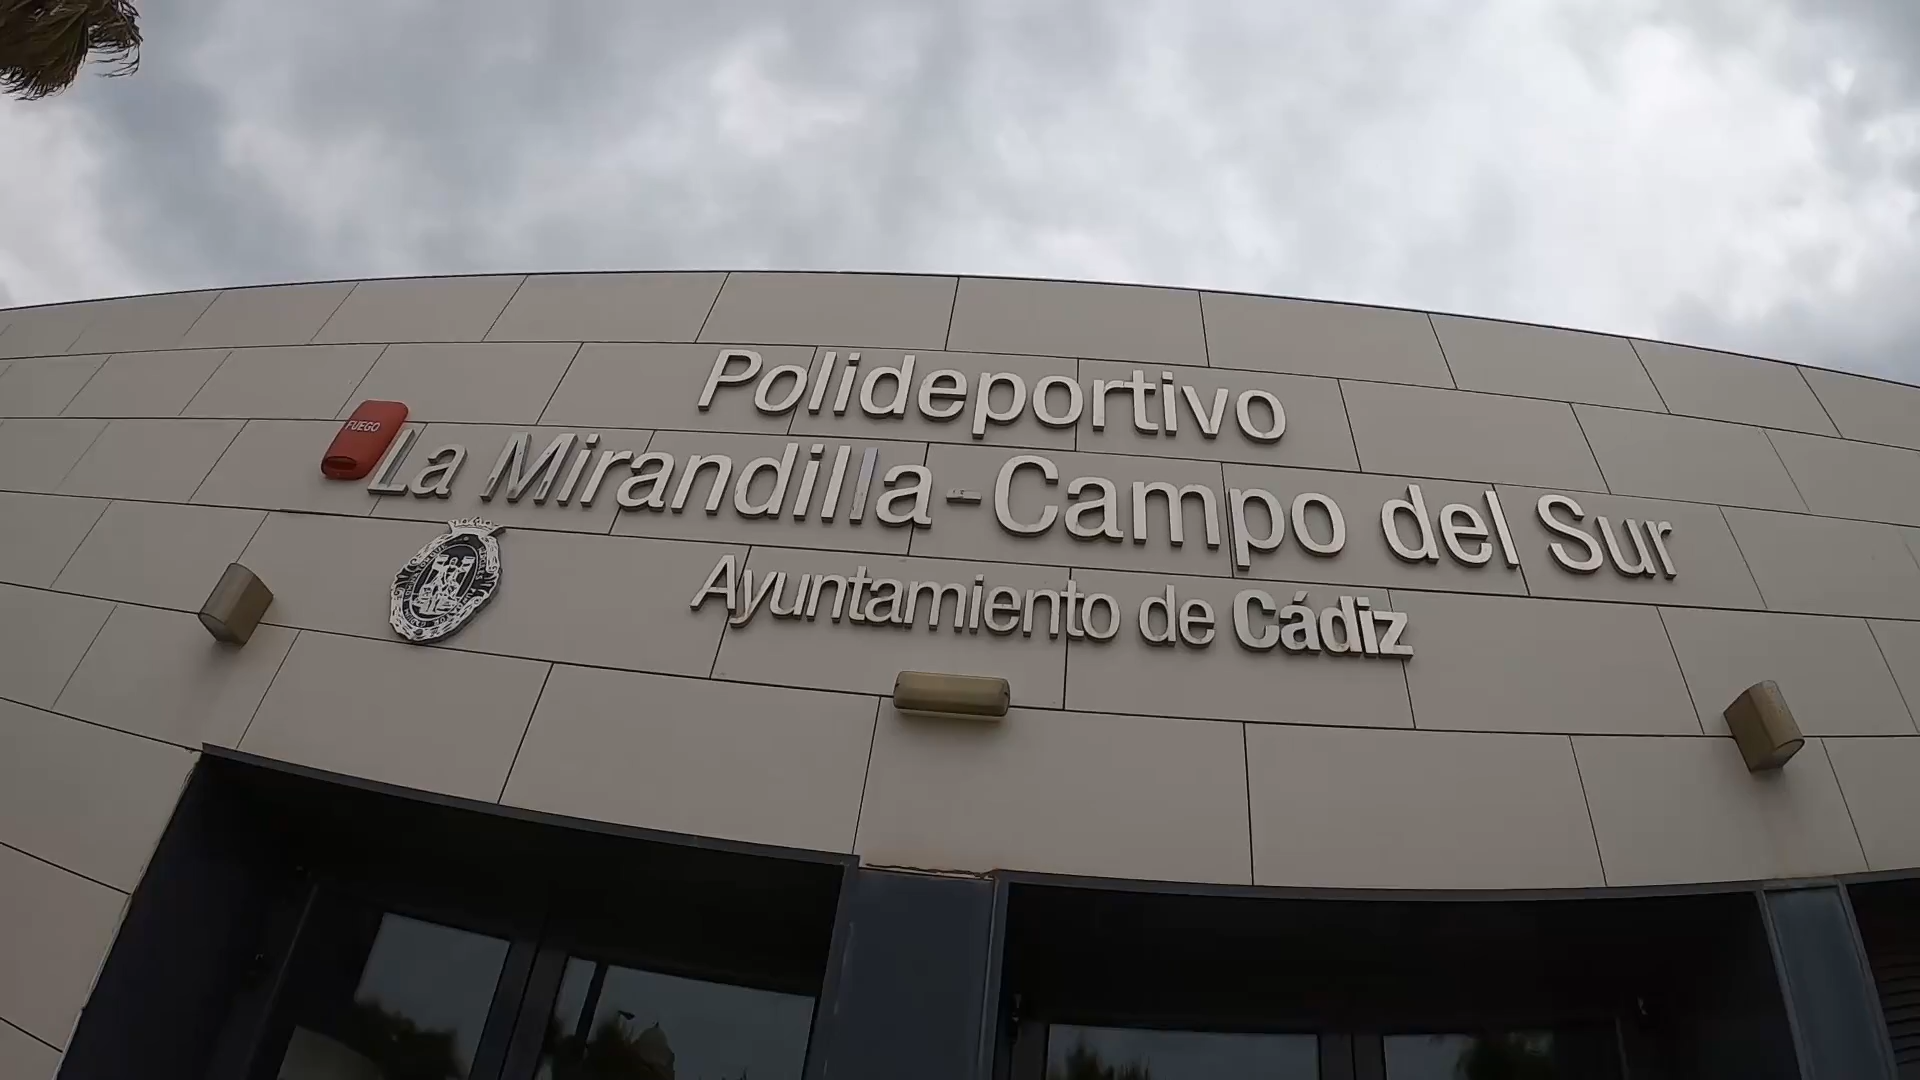 Polideportivo
FUEGO
La Mirandilla-Campo del Sur
Ayuntamiento de Cádiz